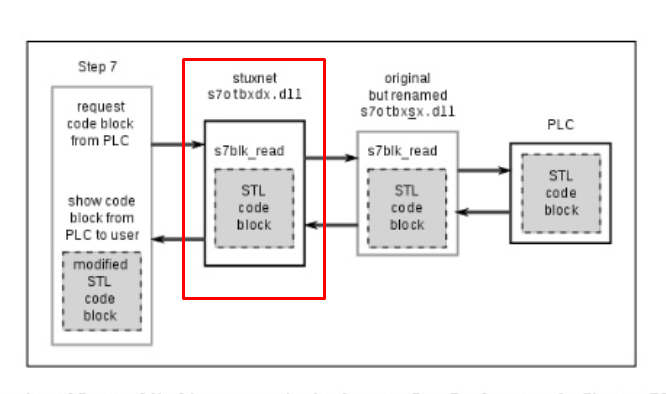 Step 7
request
code block
from PLC
show code
block from
PLC to user
modified
STL
code
block
stuxnet
s7otbxdx.dll
s7blk_read
STL
code
block
original
but renamed
s7otbxsx.dll
s7blk_read
STL
code
block
PLC
STL
code
block